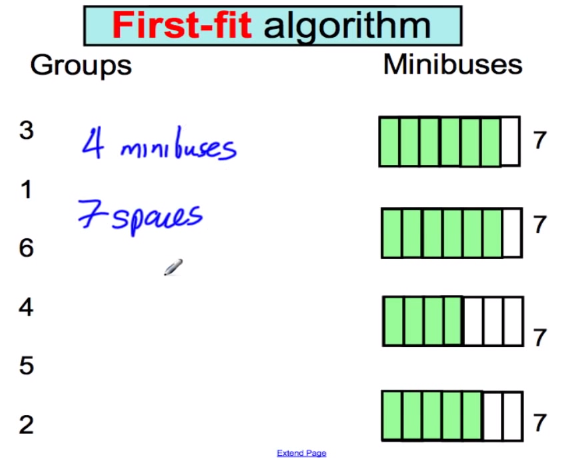 First-fit algorithm
Groups
Minibuses
3
4 minibuses
7
1
7 spaces
7
6
4
7
5
2
7
Extend Page